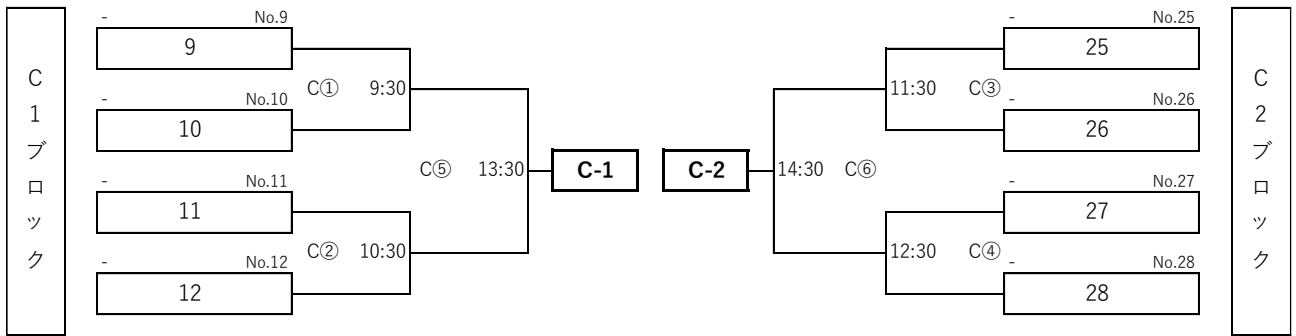 C1ブロック
- No.9
9
C① 9:30
- No.10
10
C⑤ 13:30
C-1
- No.11
11
C② 10:30
- No.12
12
- No.25
25
11:30 C③
- No.26
26
C-2
14:30 C⑥
- No.27
27
12:30 C④
- No.28
28
C2ブロック